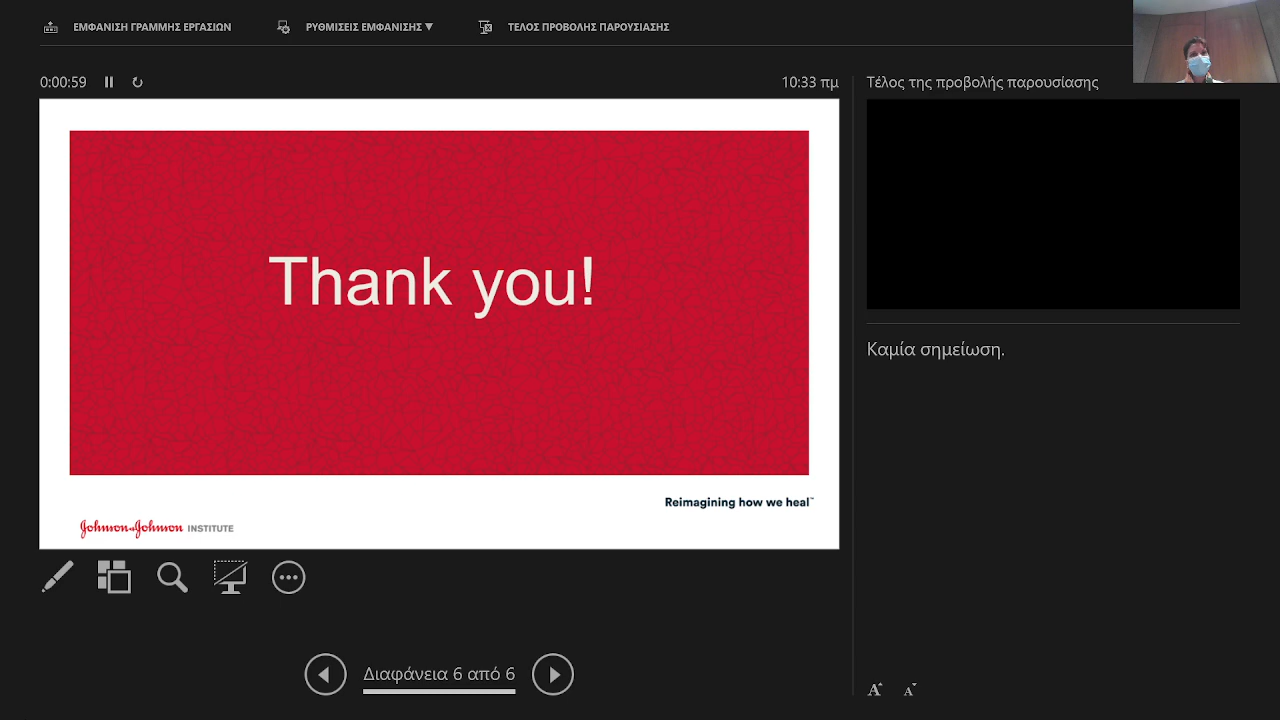 ΕΜΦΑΝΙΣΗ ΓΡΑΜΜΗΣ ΕΡΓΑΣΙΩΝ ΡΥΘΜΙΣΕΙΣ ΕΜΦΑΝΙΣΗΣ ▼ ΤΕΛΟΣ ΠΡΟΒΟΛΗΣ ΠΑΡΟΥΣΙΑΣΗΣ
0:00:59 10:33 πμ
Thank you!
Reimagining how we heal™
Johnson & Johnson INSTITUTE
Διαφάνεια 6 από 6
Τέλος της προβολής παρουσίασης
Καμία σημείωση.
A A